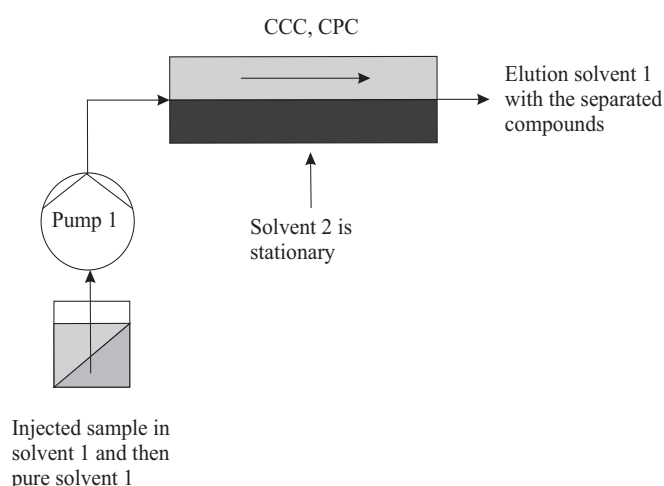 CCC, CPC
Elution solvent 1
with the separated
compounds
Pump 1
Solvent 2 is
stationary
Injected sample in
solvent 1 and then
pure solvent 1